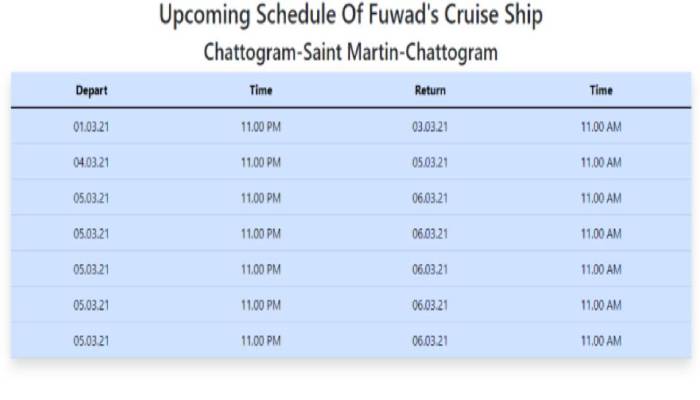 Upcoming Schedule Of Fuwad's Cruise Ship
Chattogram-Saint Martin-Chattogram
Depart Time Return Time
01.03.21 11.00 PM 03.03.21 11.00 AM
04.03.21 11.00 PM 05.03.21 11.00 AM
05.03.21 11.00 PM 06.03.21 11.00 AM
05.03.21 11.00 PM 06.03.21 11.00 AM
05.03.21 11.00 PM 06.03.21 11.00 AM
05.03.21 11.00 PM 06.03.21 11.00 AM
05.03.21 11.00 PM 06.03.21 11.00 AM